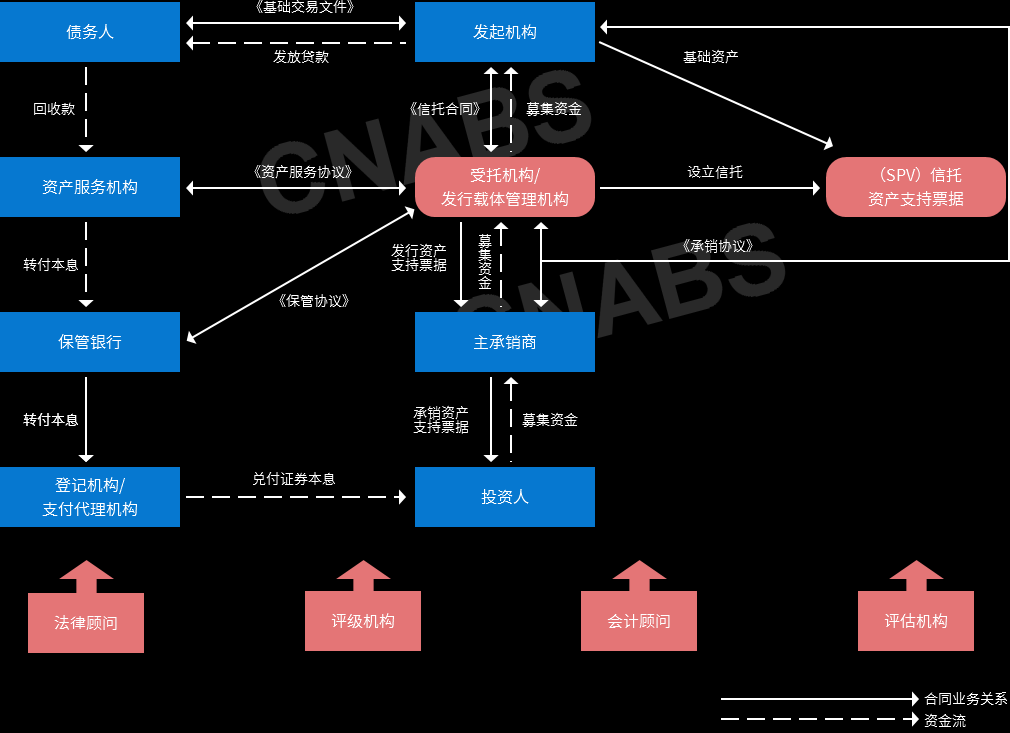 《基础交易文件》
债务人
发起机构
发放贷款
基础资产
回收款
《信托合同》
募集资金
资产服务机构
《资产服务协议》
受托机构/
发行载体管理机构
设立信托
（SPV）信托
资产支持票据
转付本息
发行资产
支持票据
募集资金
《承销协议》
《保管协议》
保管银行
主承销商
转付本息
承销资产
支持票据
募集资金
登记机构/
支付代理机构
兑付证券本息
投资人
法律顾问
评级机构
会计顾问
评估机构
合同业务关系
资金流
CNABS
CNABS